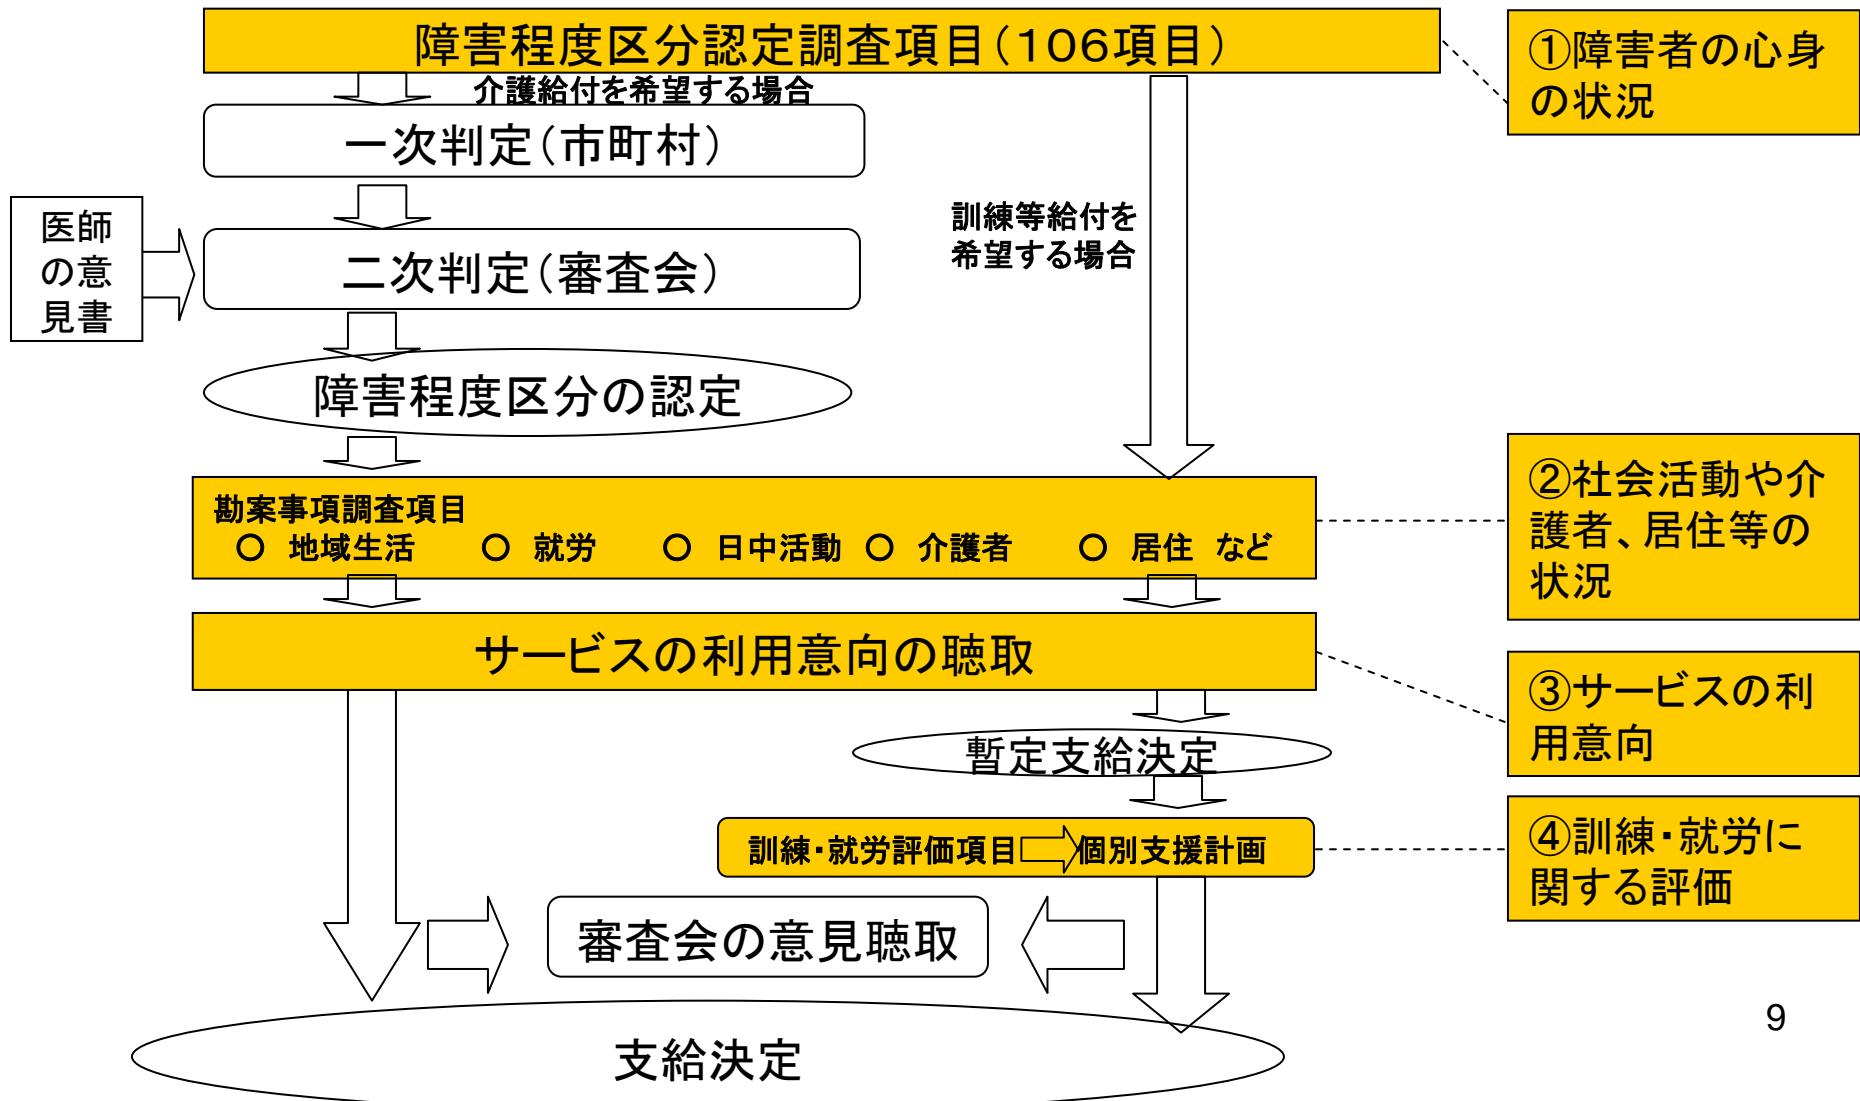 障害程度区分認定調査項目（１０６項目）
①障害者の心身
の状況
介護給付を希望する場合
一次判定（市町村）
医師
の意
見書
訓練等給付を
希望する場合
二次判定（審査会）
障害程度区分の認定
勘案事項調査項目
○ 地域生活 ○ 就労 ○ 日中活動 ○ 介護者 ○ 居住 など
②社会活動や介
護者、居住等の
状況
サービスの利用意向の聴取
③サービスの利
用意向
暫定支給決定
訓練・就労評価項目 個別支援計画
④訓練・就労に
関する評価
審査会の意見聴取
支給決定
9